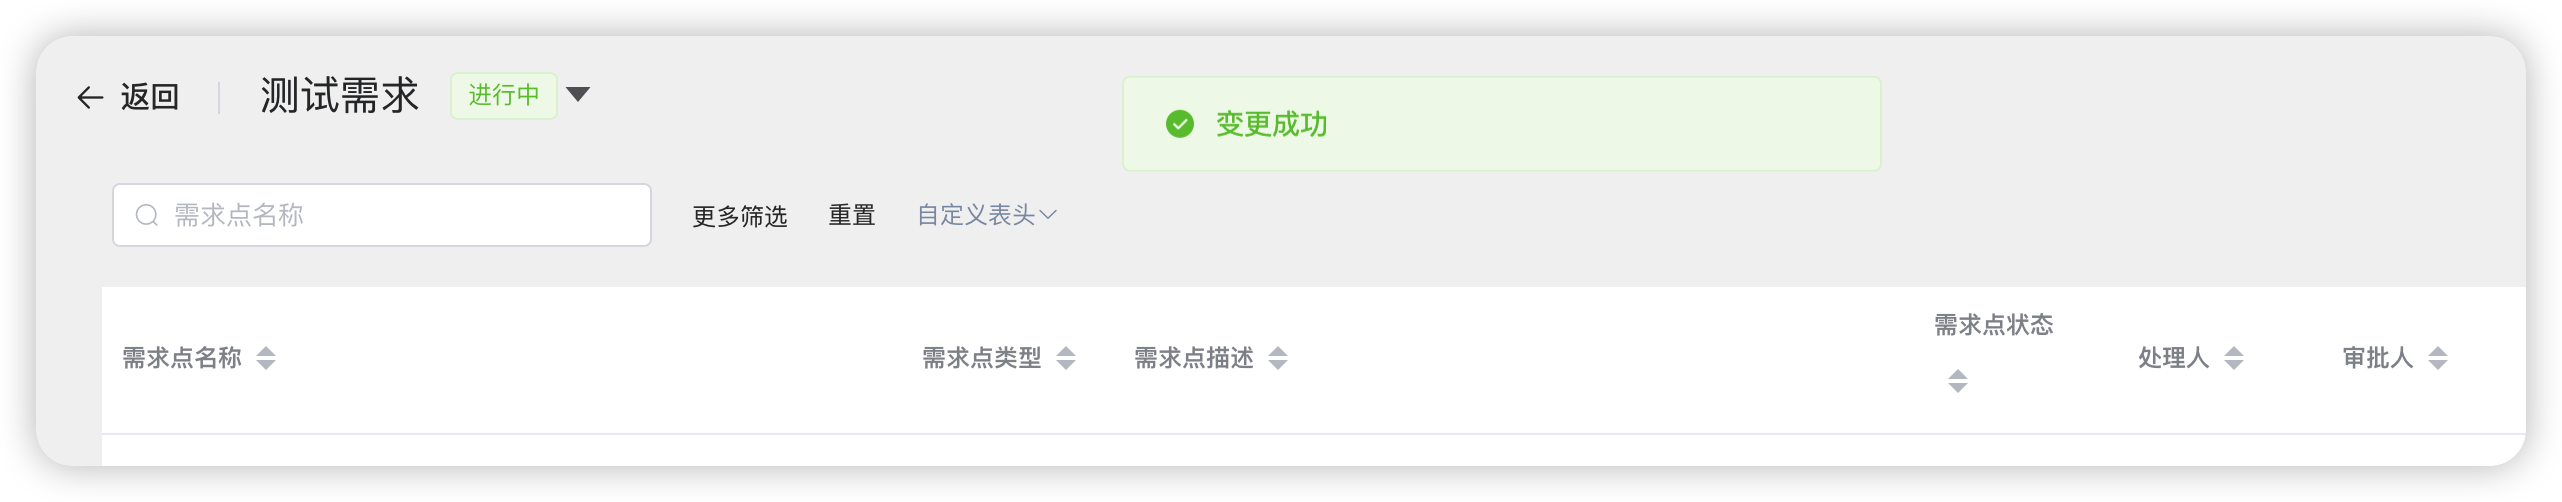 返回 测试需求 进行中
变更成功
需求点名称 更多筛选 重置 自定义表头
需求点名称 需求点类型 需求点描述 需求点状态 处理人 审批人